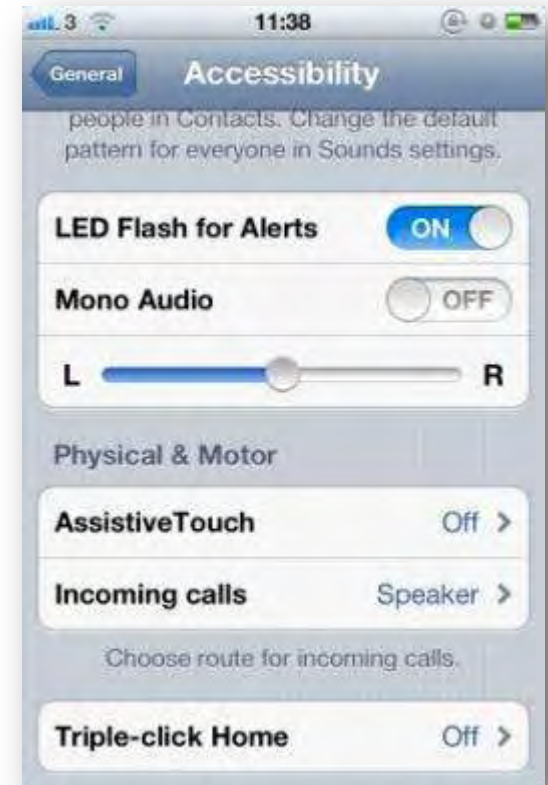 3 11:38
General Accessibility
people in Contacts. Change the default
pattern for everyone in Sounds settings.
LED Flash for Alerts ON
Mono Audio OFF
L R
Physical & Motor
AssistiveTouch Off
Incoming calls Speaker
Choose route for incoming calls.
Triple-click Home Off